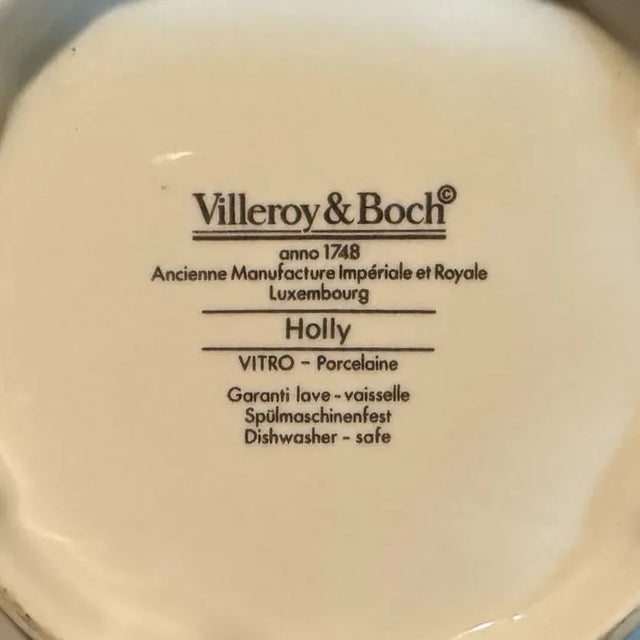 Villeroy & Boch©
anno 1748
Ancienne Manufacture Impériale et Royale
Luxembourg
Holly
VITRO - Porcelaine
Garanti lave-vaisselle
Spülmaschinenfest
Dishwasher - safe